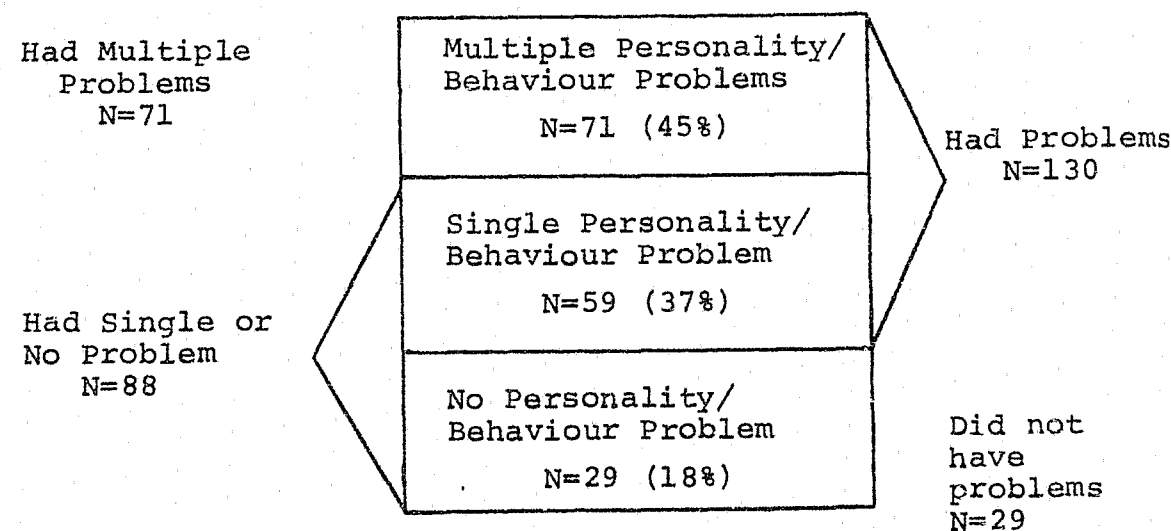 Had Multiple
Problems
N=71
Multiple Personality/
Behaviour Problems
N=71 (45%)
Had Problems
N=130
Single Personality/
Behaviour Problem
N=59 (37%)
Had Single or
No Problem
N=88
No Personality/
Behaviour Problem
N=29 (18%)
Did not
have
problems
N=29